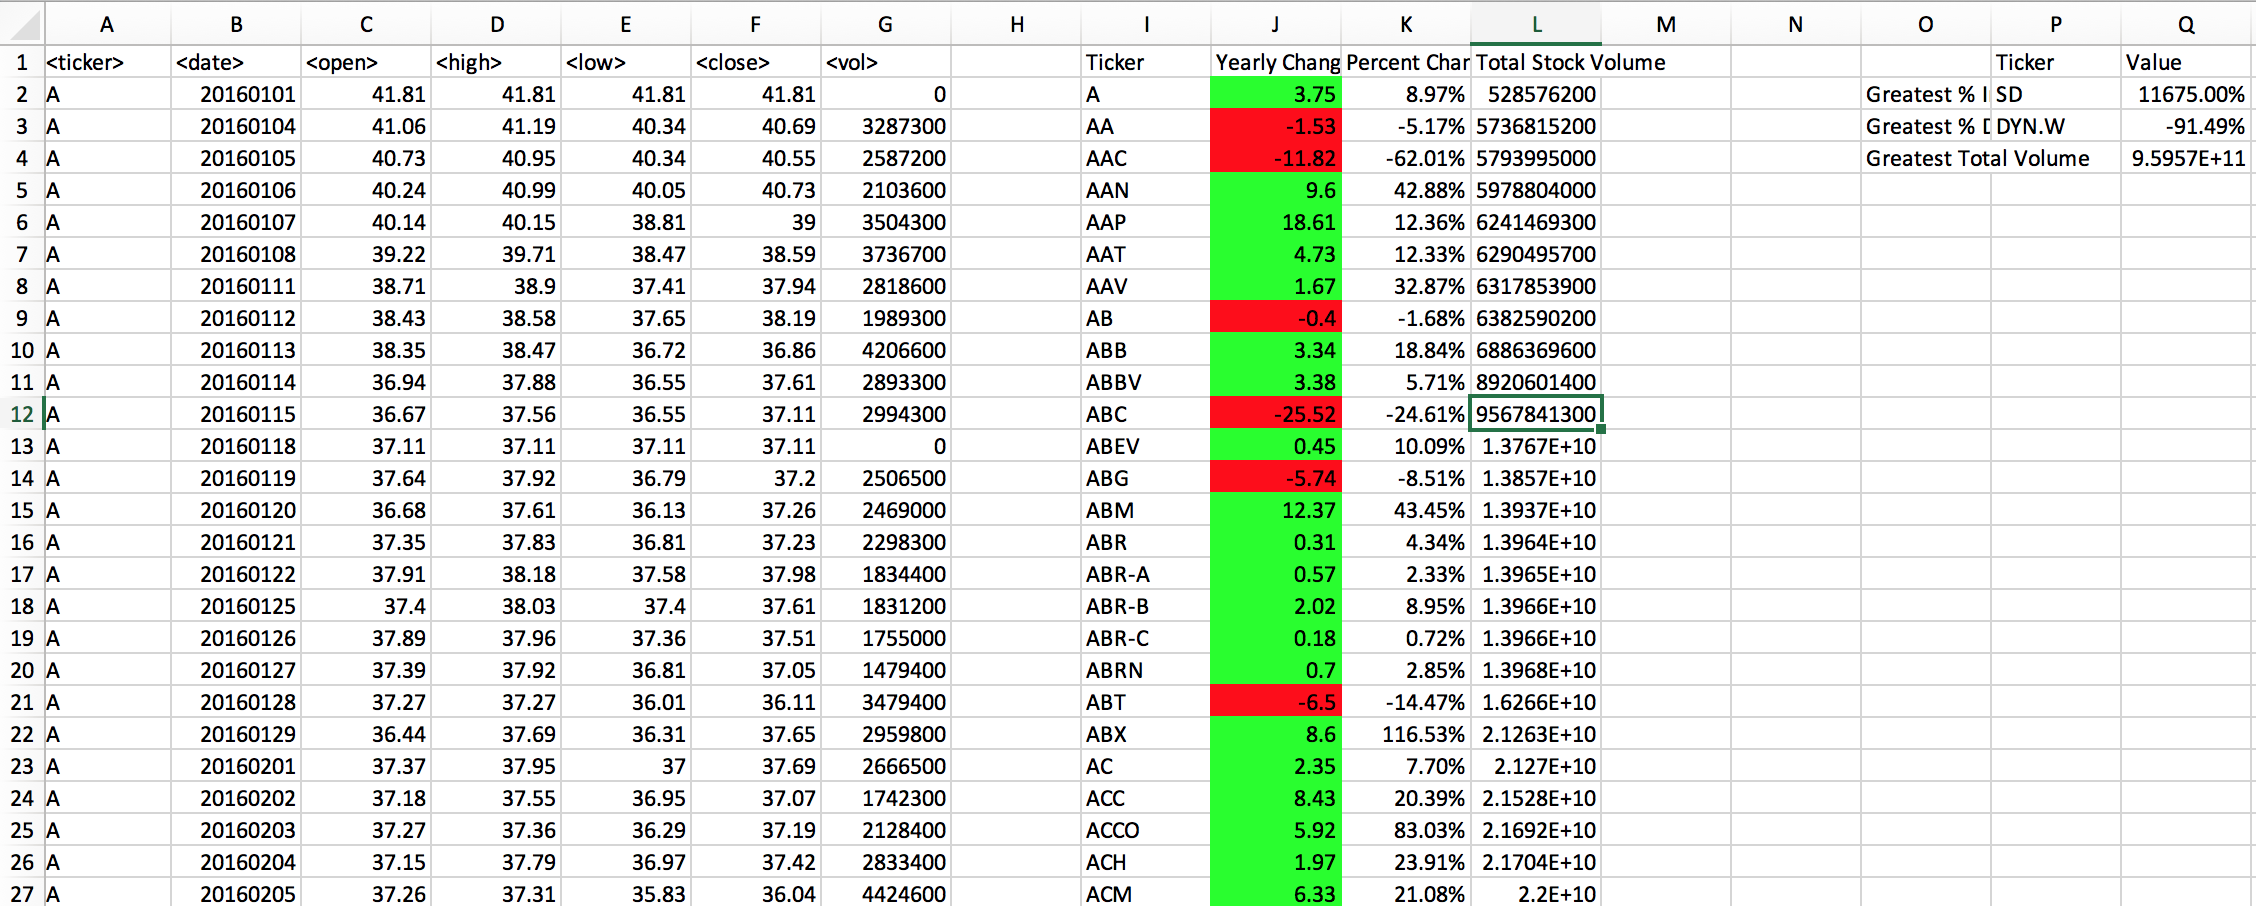 A B C D E F G H I J K L M N O P Q
1 <ticker> <date> <open> <high> <low> <close> <vol> Ticker Yearly Chang Percent Char Total Stock Volume Ticker Value
2 A 20160101 41.81 41.81 41.81 41.81 0 A 3.75 8.97% 528576200 Greatest % I SD 11675.00%
3 A 20160104 41.06 41.19 40.34 40.69 3287300 AA -1.53 -5.17% 5736815200 Greatest % D DYN.W -91.49%
4 A 20160105 40.73 40.95 40.34 40.55 2587200 AAC -11.82 -62.01% 5793995000 Greatest Total Volume 9.5957E+11
5 A 20160106 40.24 40.99 40.05 40.73 2103600 AAN 9.6 42.88% 5978804000
6 A 20160107 40.14 40.15 38.81 39 3504300 AAP 18.61 12.36% 6241469300
7 A 20160108 39.22 39.71 38.47 38.59 3736700 AAT 4.73 12.33% 6290495700
8 A 20160111 38.71 38.9 37.41 37.94 2818600 AAV 1.67 32.87% 6317853900
9 A 20160112 38.43 38.58 37.65 38.19 1989300 AB -0.4 -1.68% 6382590200
10 A 20160113 38.35 38.47 36.72 36.86 4206600 ABB 3.34 18.84% 6886369600
11 A 20160114 36.94 37.88 36.55 37.61 2893300 ABBV 3.38 5.71% 8920601400
12 A 20160115 36.67 37.56 36.55 37.11 2994300 ABC -25.52 -24.61% 9567841300
13 A 20160118 37.11 37.11 37.11 37.11 0 ABEV 0.45 10.09% 1.3767E+10
14 A 20160119 37.64 37.92 36.79 37.2 2506500 ABG -5.74 -8.51% 1.3857E+10
15 A 20160120 36.68 37.61 36.13 37.26 2469000 ABM 12.37 43.45% 1.3937E+10
16 A 20160121 37.35 37.83 36.81 37.23 2298300 ABR 0.31 4.34% 1.3964E+10
17 A 20160122 37.91 38.18 37.58 37.98 1834400 ABR-A 0.57 2.33% 1.3965E+10
18 A 20160125 37.4 38.03 37.4 37.61 1831200 ABR-B 2.02 8.95% 1.3966E+10
19 A 20160126 37.89 37.96 37.36 37.51 1755000 ABR-C 0.18 0.72% 1.3966E+10
20 A 20160127 37.39 37.92 36.81 37.05 1479400 ABRN 0.7 2.85% 1.3968E+10
21 A 20160128 37.27 37.27 36.01 36.11 3479400 ABT -6.5 -14.47% 1.6266E+10
22 A 20160129 36.44 37.69 36.31 37.65 2959800 ABX 8.6 116.53% 2.1263E+10
23 A 20160201 37.37 37.95 37 37.69 2666500 AC 2.35 7.70% 2.127E+10
24 A 20160202 37.18 37.55 36.95 37.07 1742300 ACC 8.43 20.39% 2.1528E+10
25 A 20160203 37.27 37.36 36.29 37.19 2128400 ACCO 5.92 83.03% 2.1692E+10
26 A 20160204 37.15 37.79 36.97 37.42 2833400 ACH 1.97 23.91% 2.1704E+10
27 A 20160205 37.26 37.31 35.83 36.04 4424600 ACM 6.33 21.08% 2.2E+10